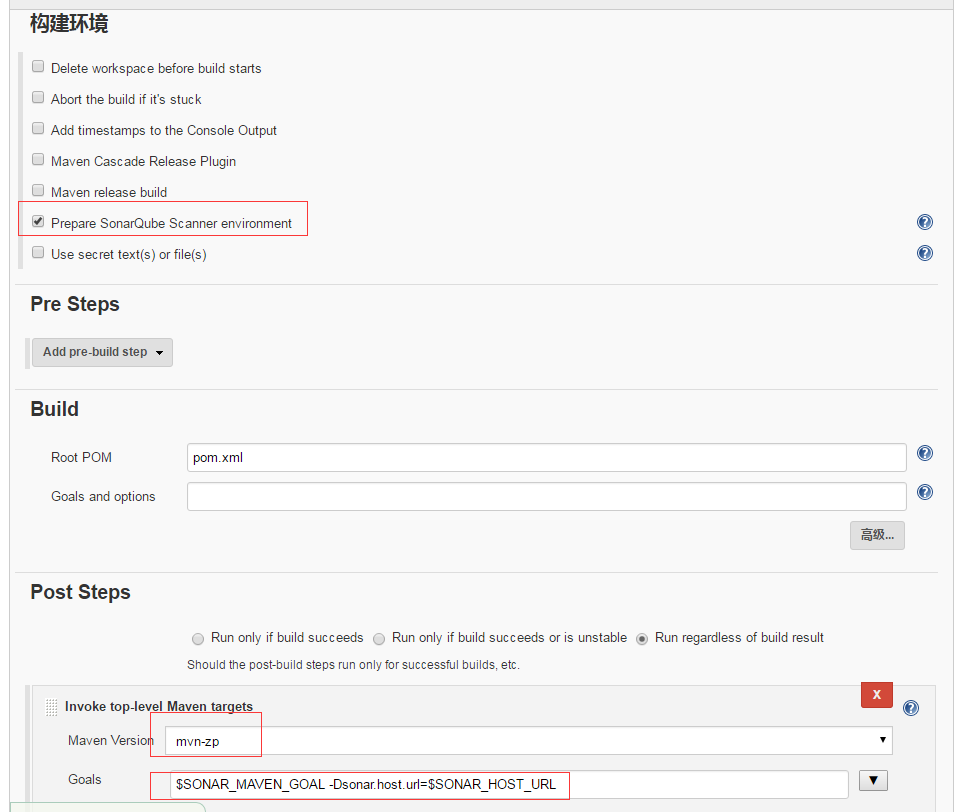 构建环境
Delete workspace before build starts
Abort the build if it's stuck
Add timestamps to the Console Output
Maven Cascade Release Plugin
Maven release build
Prepare SonarQube Scanner environment
Use secret text(s) or file(s)
Pre Steps
Add pre-build step
Build
Root POM pom.xml
Goals and options
高级...
Post Steps
Run only if build succeeds Run only if build succeeds or is unstable Run regardless of build result
Should the post-build steps run only for successful builds, etc.
X
Invoke top-level Maven targets
Maven Version mvn-zp
Goals $SONAR_MAVEN_GOAL -Dsonar.host.url=$SONAR_HOST_URL